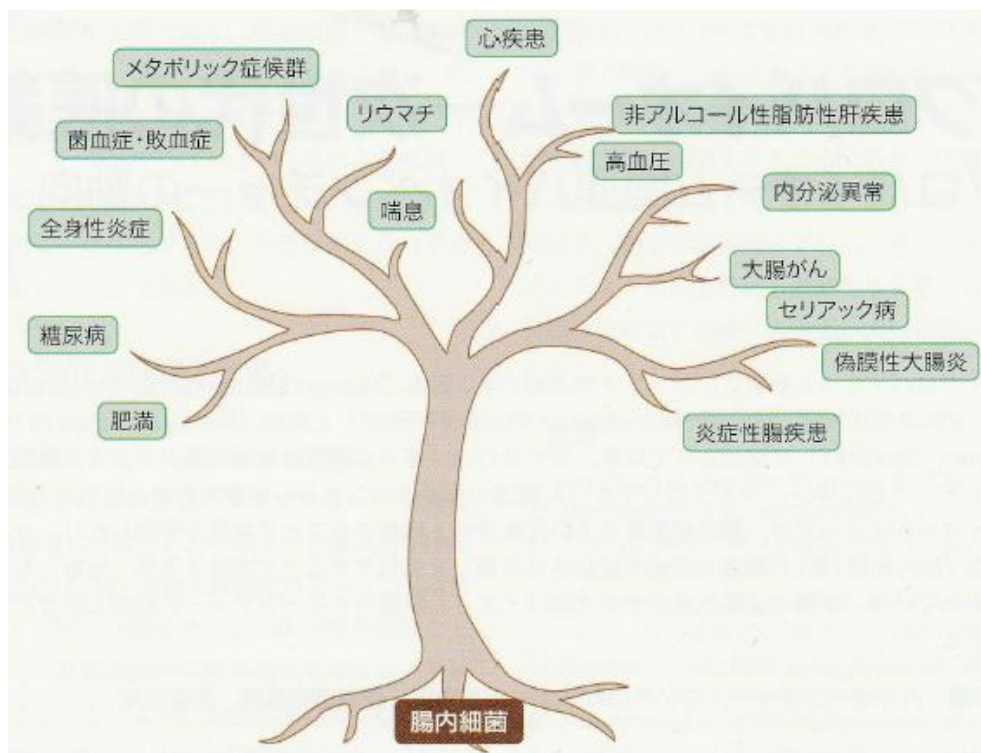 心疾患
メタボリック症候群
リウマチ
非アルコール性脂肪性肝疾患
菌血症・敗血症
高血圧
内分泌異常
喘息
全身性炎症
大腸がん
セリアック病
糖尿病
偽膜性大腸炎
肥満
炎症性腸疾患
腸内細菌